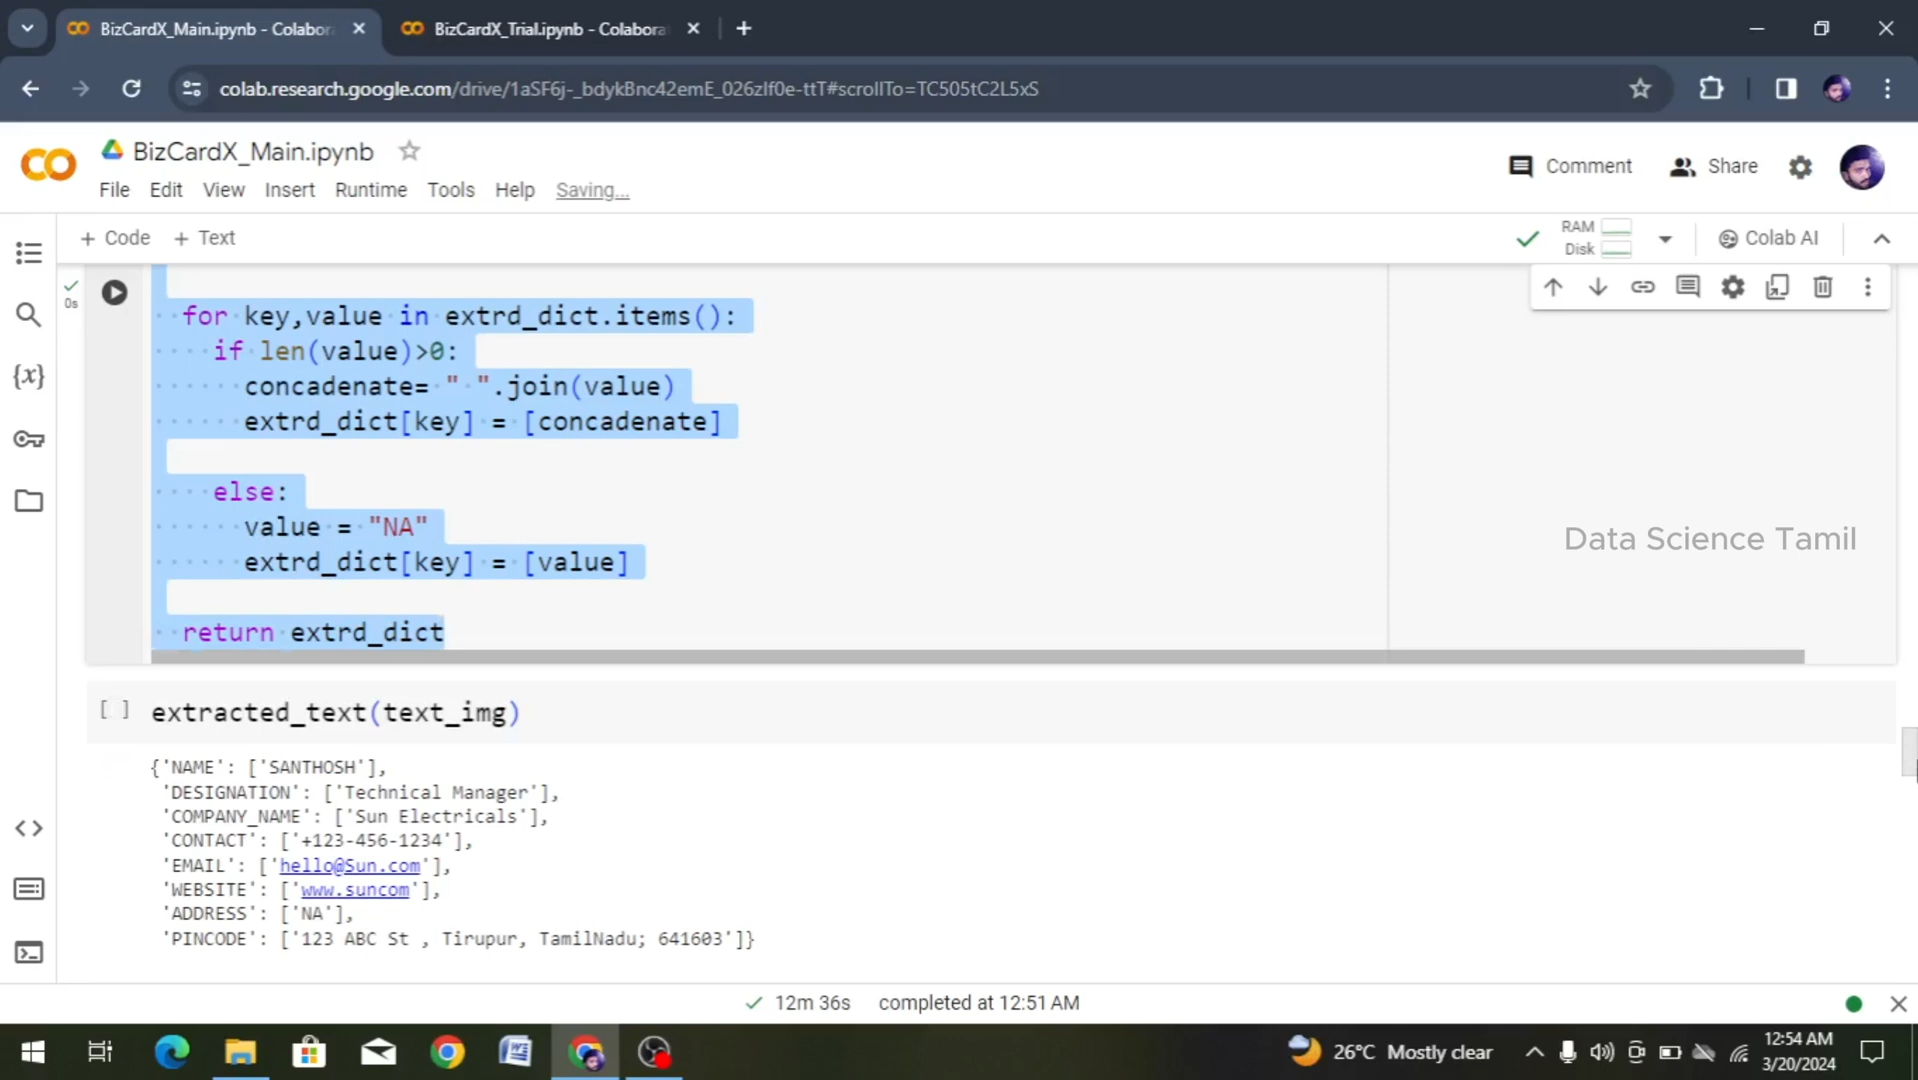 BizCardX_Main.ipynb - Colabora
BizCardX_Trial.ipynb - Colabora
colab.research.google.com/drive/1aSF6j-_bdykBnc42emE_026zIf0e-ttT#scrollTo=TC505tC2L5xS
BizCardX_Main.ipynb
Comment
Share
File Edit View Insert Runtime Tools Help Saving...
+ Code + Text
RAM
Disk
Colab AI
0s
for key,value in extrd_dict.items():
if len(value)>0:
concadenate= " ".join(value)
extrd_dict[key] = [concadenate]
else:
value = "NA"
extrd_dict[key] = [value]
return extrd_dict
Data Science Tamil
[ ] extracted_text(text_img)
{'NAME': ['SANTHOSH'],
'DESIGNATION': ['Technical Manager'],
'COMPANY_NAME': ['Sun Electricals'],
'CONTACT': ['+123-456-1234'],
'EMAIL': ['hello@Sun.com'],
'WEBSITE': ['www.suncom'],
'ADDRESS': ['NA'],
'PINCODE': ['123 ABC St , Tirupur, TamilNadu; 641603']}
12m 36s completed at 12:51 AM
26°C Mostly clear
12:54 AM
3/20/2024